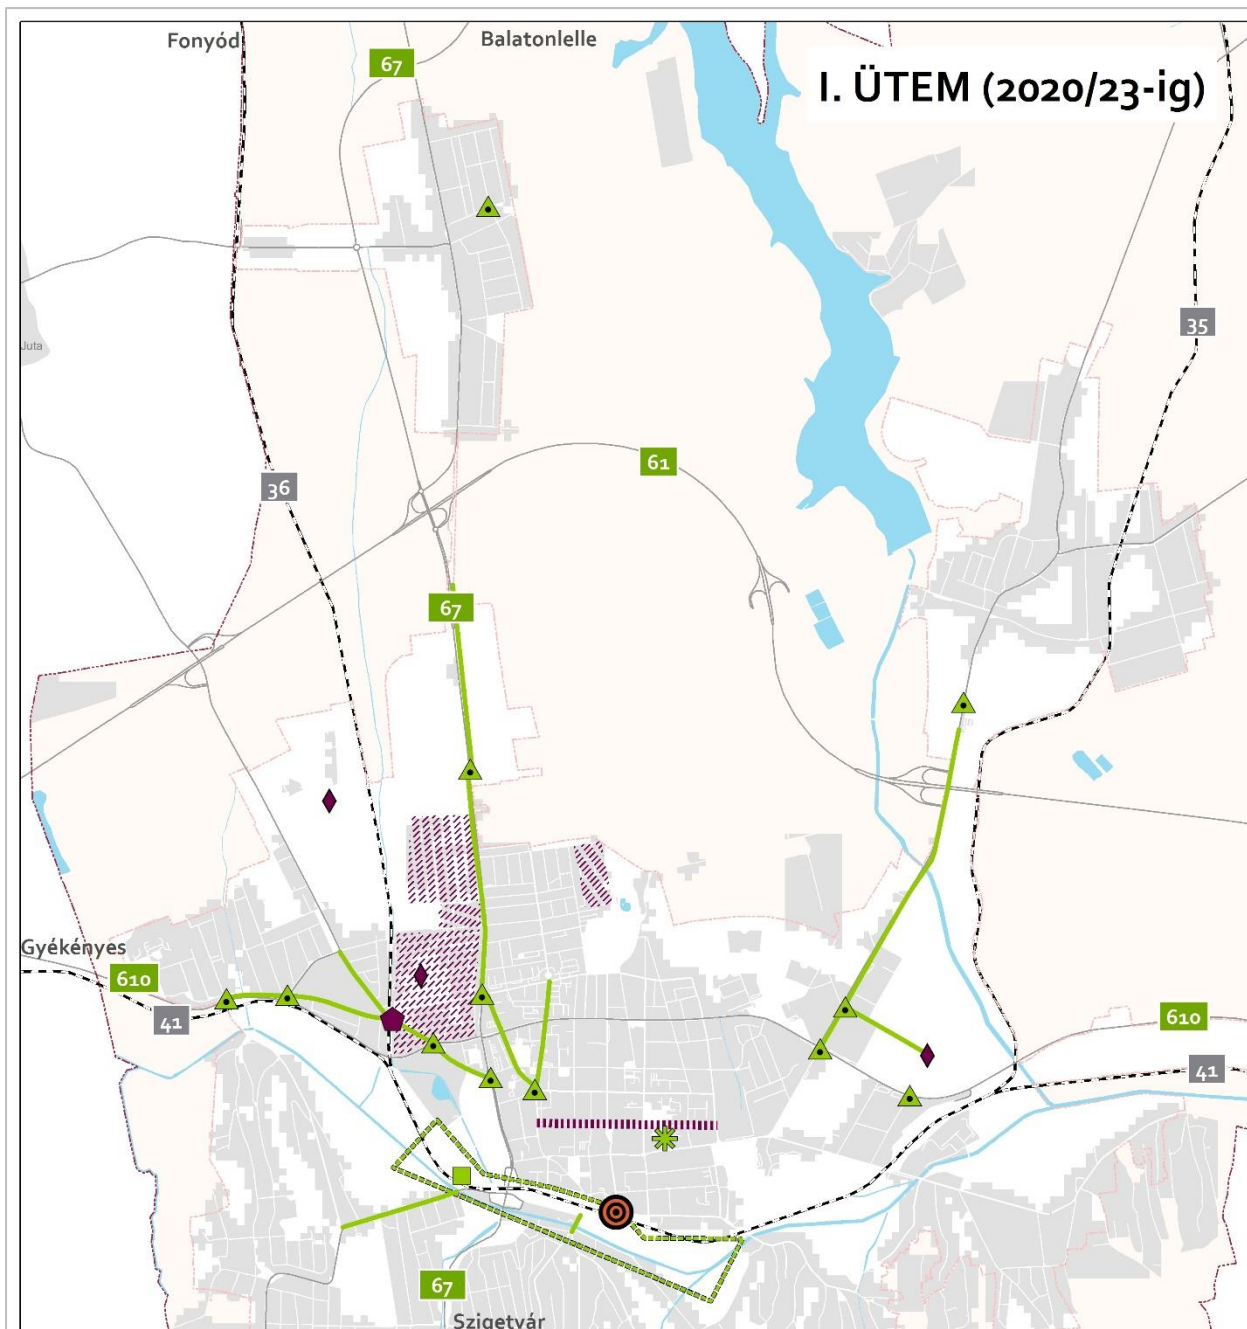 Fonyód
Balatonlelle
67
I. ÜTEM (2020/23-ig)
35
Juta
61
36
67
Gyékényes
610
41
610
41
67
Szigetvár